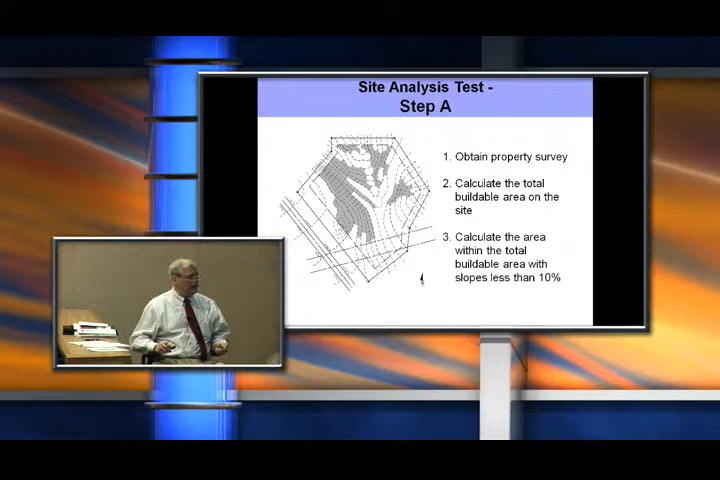 Site Analysis Test -
Step A
1. Obtain property survey
2. Calculate the total
buildable area on the
site
3. Calculate the area
within the total
buildable area with
slopes less than 10%